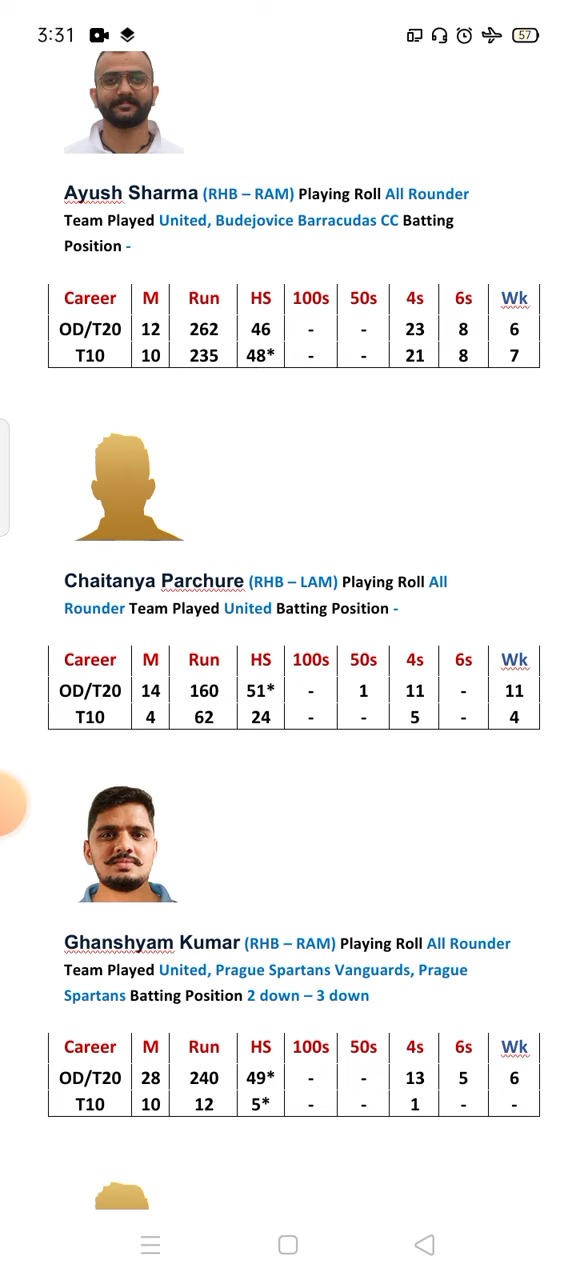 3:31 57
Ayush Sharma (RHB – RAM) Playing Roll All Rounder
Team Played United, Budejovice Barracudas CC Batting
Position -
Career M Run HS 100s 50s 4s 6s Wk
OD/T20 12 262 46 - - 23 8 6
T10 10 235 48* - - 21 8 7
Chaitanya Parchure (RHB – LAM) Playing Roll All
Rounder Team Played United Batting Position -
Career M Run HS 100s 50s 4s 6s Wk
OD/T20 14 160 51* - 1 11 - 11
T10 4 62 24 - - 5 - 4
Ghanshyam Kumar (RHB – RAM) Playing Roll All Rounder
Team Played United, Prague Spartans Vanguards, Prague
Spartans Batting Position 2 down – 3 down
Career M Run HS 100s 50s 4s 6s Wk
OD/T20 28 240 49* - - 13 5 6
T10 10 12 5* - - 1 - -